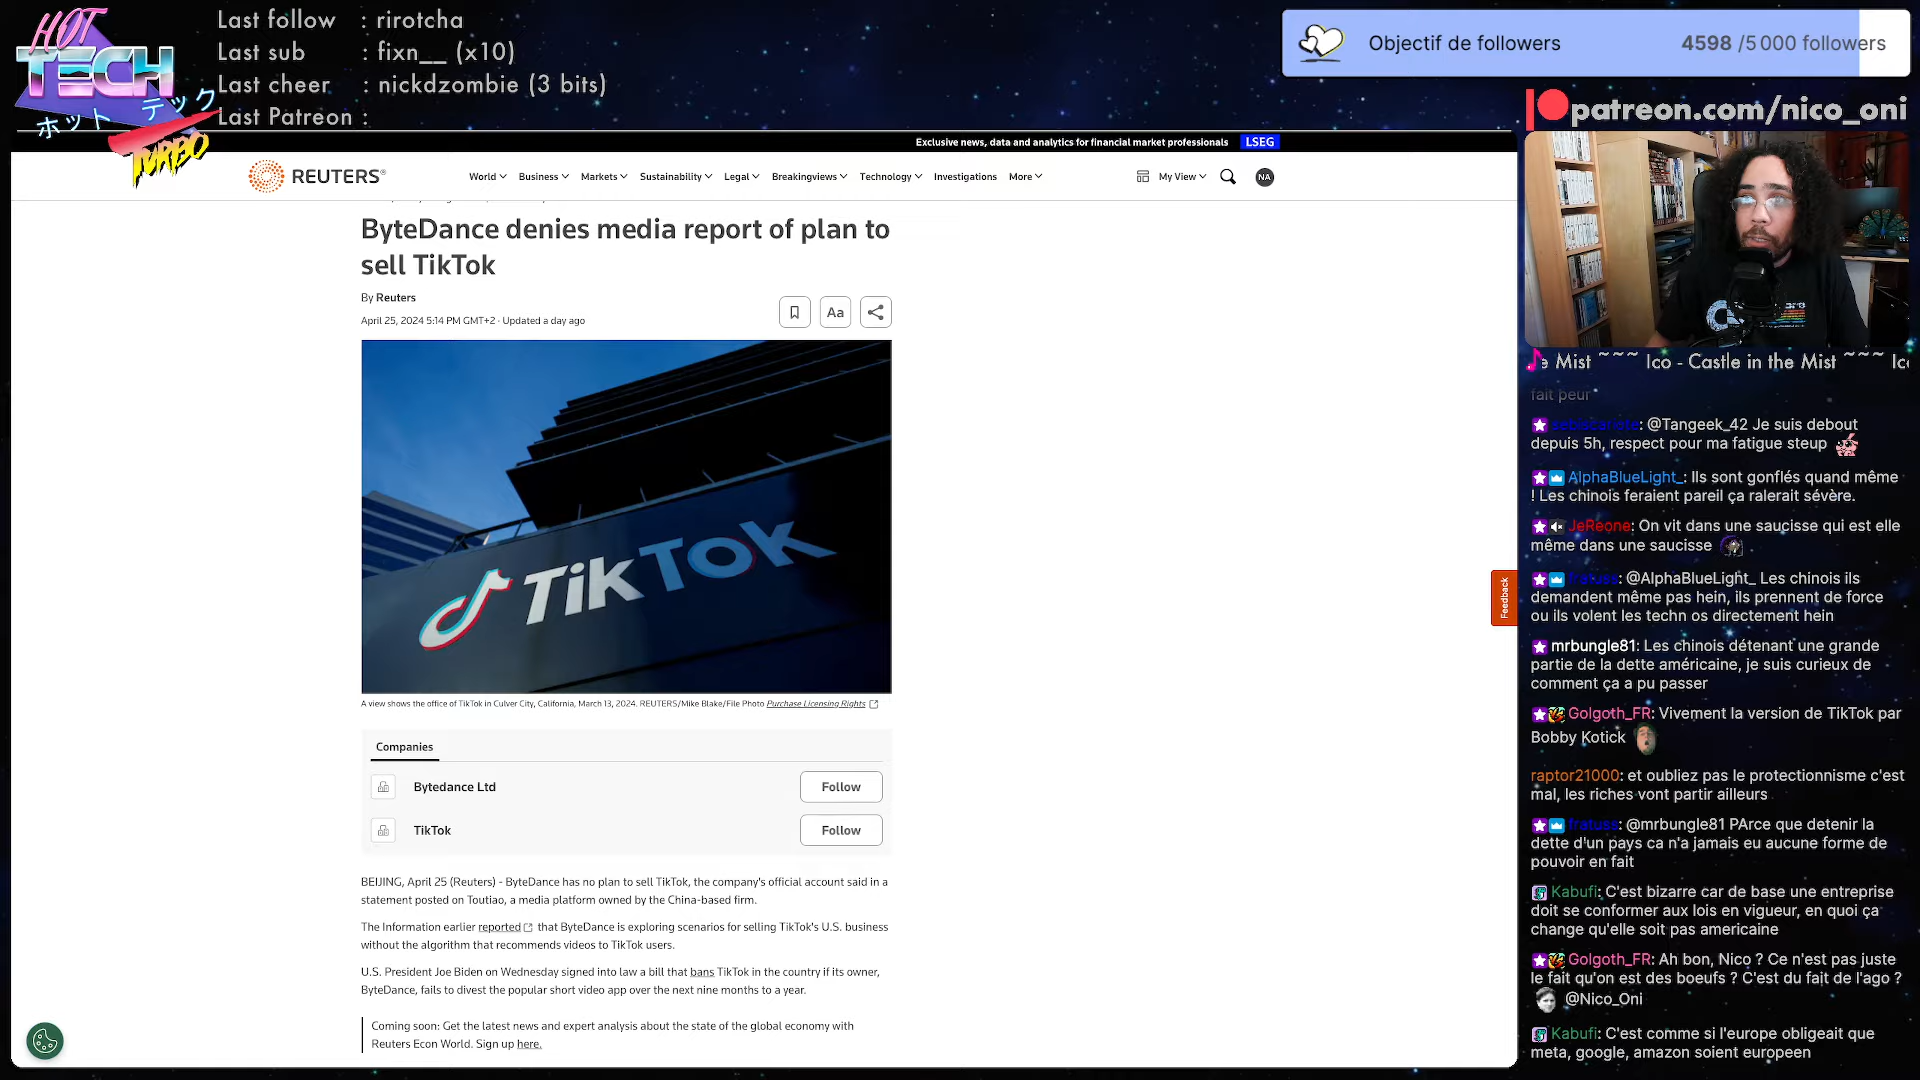 HOT
TECH
ホット テック
TURBO
Last follow : rirotcha
Last sub : fixn__ (x10)
Last cheer : nickdzombie (3 bits)
Last Patreon :
Objectif de followers 4598 /5 000 followers
patreon.com/nico_oni
Exclusive news, data and analytics for financial market professionals LSEG
REUTERS®
World Business Markets Sustainability Legal Breakingviews Technology Investigations More My View NA
ByteDance denies media report of plan to
sell TikTok
By Reuters
April 25, 2024 5:14 PM GMT+2 · Updated a day ago
Aa
TikTok
A view shows the office of TikTok in Culver City, California, March 13, 2024. REUTERS/Mike Blake/File Photo Purchase Licensing Rights
Companies
Bytedance Ltd Follow
TikTok Follow
BEIJING, April 25 (Reuters) - ByteDance has no plan to sell TikTok, the company's official account said in a
statement posted on Toutiao, a media platform owned by the China-based firm.
The Information earlier reported that ByteDance is exploring scenarios for selling TikTok's U.S. business
without the algorithm that recommends videos to TikTok users.
U.S. President Joe Biden on Wednesday signed into law a bill that bans TikTok in the country if its owner,
ByteDance, fails to divest the popular short video app over the next nine months to a year.
Coming soon: Get the latest news and expert analysis about the state of the global economy with
Reuters Econ World. Sign up here.
Feedback
e Mist ~~~ Ico - Castle in the Mist ~~~ Ic
fait peur
@Tangeek_42 Je suis debout
depuis 5h, respect pour ma fatigue steup
AlphaBlueLight_: Ils sont gonflés quand même
! Les chinois feraient pareil ça ralerait sévère.
JeReone: On vit dans une saucisse qui est elle
même dans une saucisse
fratuss: @AlphaBlueLight_ Les chinois ils
demandent même pas hein, ils prennent de force
ou ils volent les techn os directement hein
mrbungle81: Les chinois détenant une grande
partie de la dette américaine, je suis curieux de
comment ça a pu passer
Golgoth_FR: Vivement la version de TikTok par
Bobby Kotick
raptor21000: et oubliez pas le protectionnisme c'est
mal, les riches vont partir ailleurs
fratuss: @mrbungle81 PArce que detenir la
dette d'un pays ca n'a jamais eu aucune forme de
pouvoir en fait
Kabufi: C'est bizarre car de base une entreprise
doit se conformer aux lois en vigueur, en quoi ça
change qu'elle soit pas americaine
Golgoth_FR: Ah bon, Nico ? Ce n'est pas juste
le fait qu'on est des boeufs ? C'est du fait de l'ago ?
@Nico_Oni
Kabufi: C'est comme si l'europe obligeait que
meta, google, amazon soient europeen